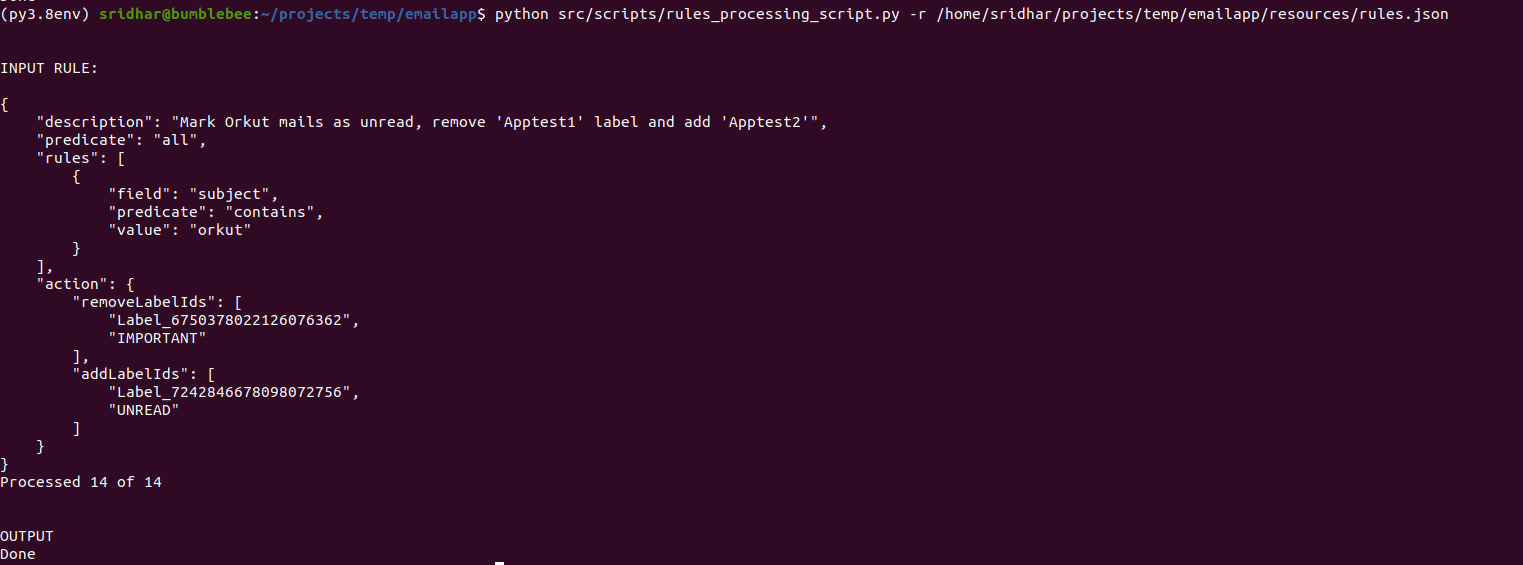 (py3.8env) sridhar@bumblebee:~/projects/temp/emailapp$ python src/scripts/rules_processing_script.py -r /home/sridhar/projects/temp/emailapp/resources/rules.json
INPUT RULE:
{
    "description": "Mark Orkut mails as unread, remove 'Apptest1' label and add 'Apptest2'",
    "predicate": "all",
    "rules": [
        {
            "field": "subject",
            "predicate": "contains",
            "value": "orkut"
        }
    ],
    "action": {
        "removeLabelIds": [
            "Label_6750378022126076362",
            "IMPORTANT"
        ],
        "addLabelIds": [
            "Label_7242846678098072756",
            "UNREAD"
        ]
    }
}
Processed 14 of 14
OUTPUT
Done